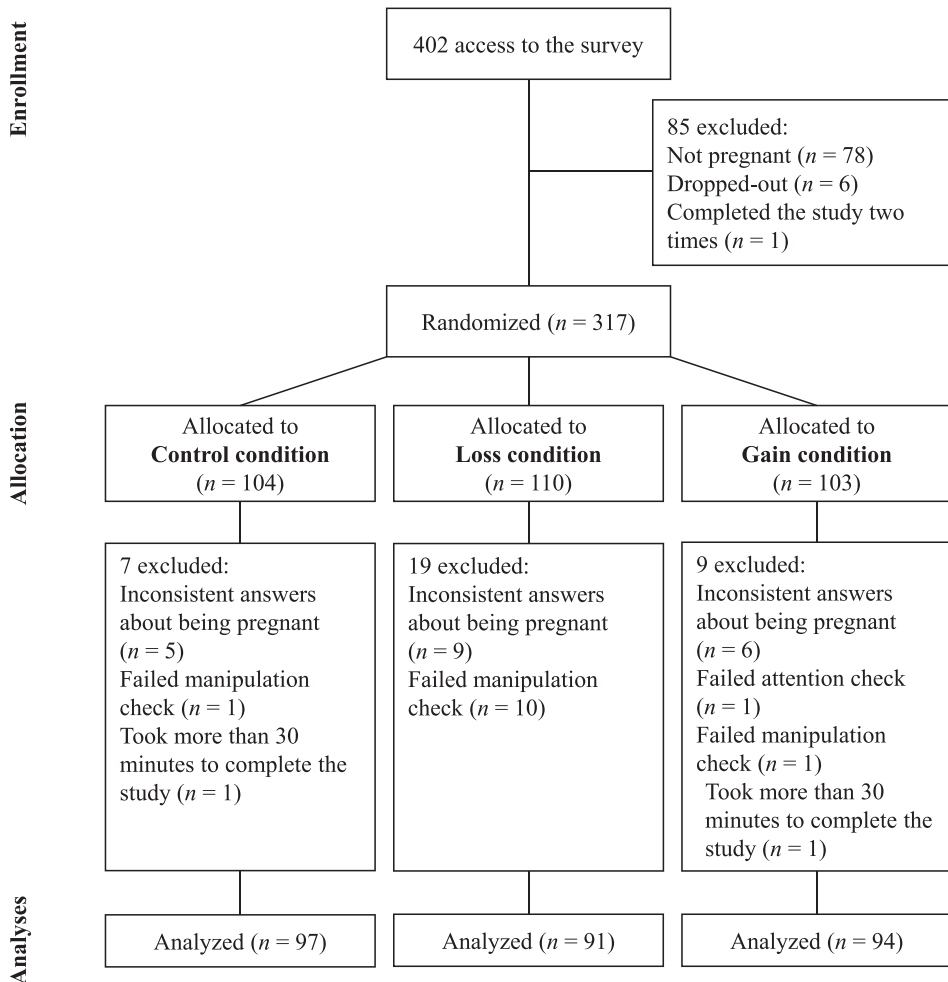 Enrollment
402 access to the survey
85 excluded:
Not pregnant (n = 78)
Dropped-out (n = 6)
Completed the study two
times (n = 1)
Randomized (n = 317)
Allocation
Allocated to
Control condition
(n = 104)
Allocated to
Loss condition
(n = 110)
Allocated to
Gain condition
(n = 103)
7 excluded:
Inconsistent answers
about being pregnant
(n = 5)
Failed manipulation
check (n = 1)
Took more than 30
minutes to complete the
study (n = 1)
19 excluded:
Inconsistent answers
about being pregnant
(n = 9)
Failed manipulation
check (n = 10)
9 excluded:
Inconsistent answers
about being pregnant
(n = 6)
Failed attention check
(n = 1)
Failed manipulation
check (n = 1)
Took more than 30
minutes to complete the
study (n = 1)
Analyses
Analyzed (n = 97)
Analyzed (n = 91)
Analyzed (n = 94)